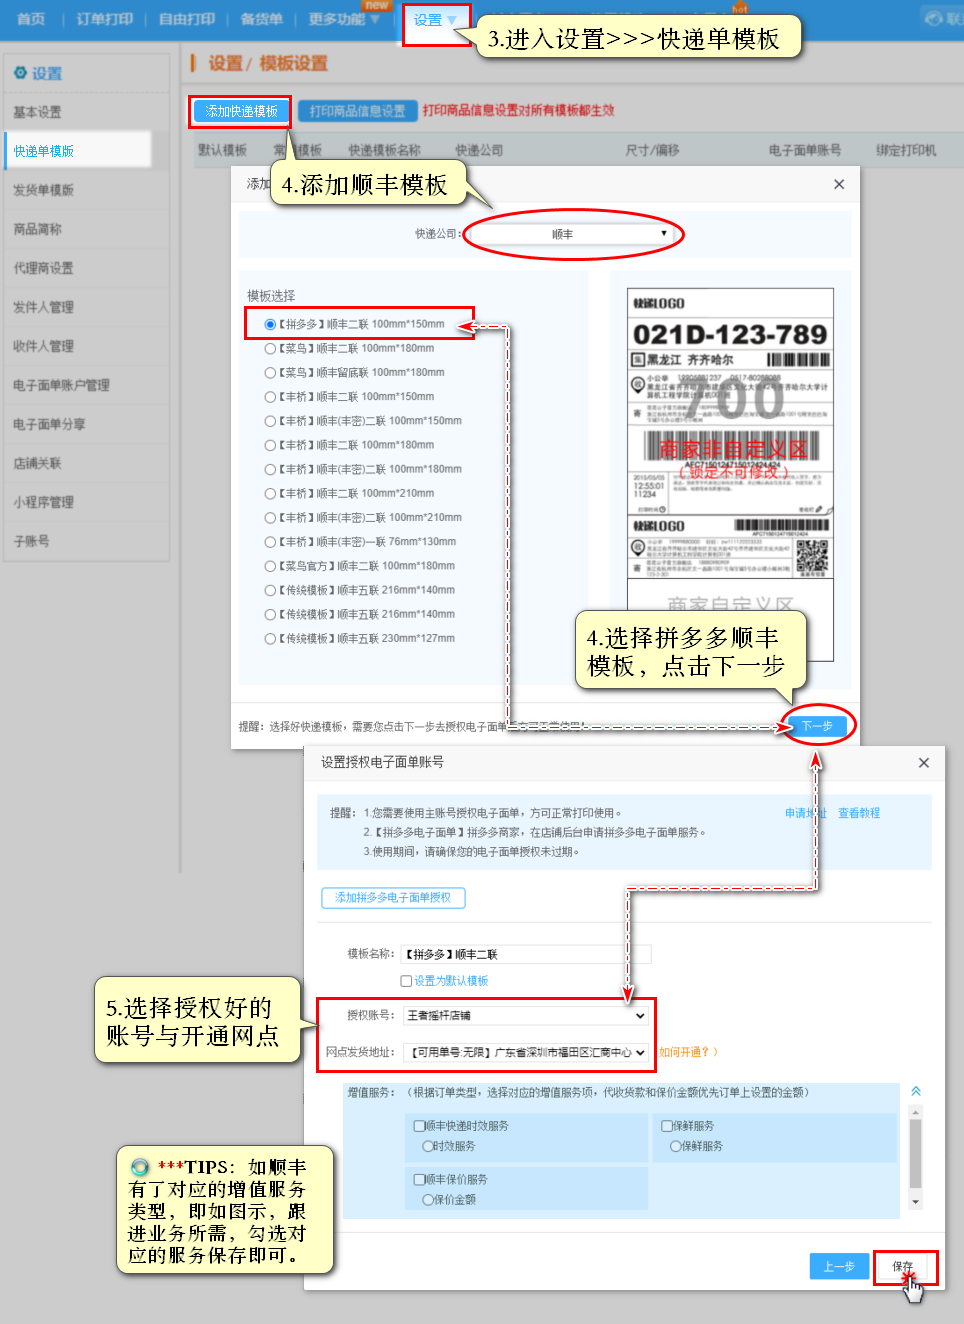 首页
订单打印
自由打印
备货单
更多功能
new
设置
hot
3.进入设置>>>快递单模板
设置
设置 / 模板设置
基本设置
快递单模版
发货单模版
商品简称
代理商设置
发件人管理
收件人管理
电子面单账户管理
电子面单分享
店铺关联
小程序管理
子账号
添加快递模板
打印商品信息设置
打印商品信息设置对所有模板都生效
默认模板
快递模板名称
快递公司
尺寸/偏移
电子面单账号
绑定打印机
4.添加顺丰模板
快递公司：
顺丰
模板选择
【拼多多】顺丰二联 100mm*150mm
【菜鸟】顺丰二联 100mm*180mm
【菜鸟】顺丰留底联 100mm*180mm
【丰桥】顺丰二联 100mm*150mm
【丰桥】顺丰(丰密)二联 100mm*150mm
【丰桥】顺丰二联 100mm*180mm
【丰桥】顺丰(丰密)二联 100mm*180mm
【丰桥】顺丰二联 100mm*210mm
【丰桥】顺丰(丰密)二联 100mm*210mm
【丰桥】顺丰(丰密)一联 76mm*130mm
【菜鸟官方】顺丰二联 100mm*180mm
【传统模板】顺丰五联 216mm*140mm
【传统模板】顺丰五联 216mm*140mm
【传统模板】顺丰五联 230mm*127mm
快递LOGO
021D-123-789
集 黑龙江 齐齐哈尔
700
商家非自定义区
AFC7150124715012424424
(锁定不可修改)
2015/05/05
12:55:01
11234
快递LOGO
商家自定义区
4.选择拼多多顺丰
模板，点击下一步
提醒：选择好快递模板，需要您点击下一步去授权电子面单
下一步
设置授权电子面单账号
提醒：1.您需要使用主账号授权电子面单，方可正常打印使用。
2.【拼多多电子面单】拼多多商家，在店铺后台申请拼多多电子面单服务。
3.使用期间，请确保您的电子面单授权未过期。
申请地址
查看教程
添加拼多多电子面单授权
模板名称：
【拼多多】顺丰二联
设置为默认模板
5.选择授权好的
账号与开通网点
授权账号：
王者摇杆店铺
网点发货地址：
【可用单号:无限】广东省深圳市福田区汇商中心
如何开通？）
增值服务：
（根据订单类型，选择对应的增值服务项，代收货款和保价金额优先订单上设置的金额）
顺丰快递时效服务
时效服务
保鲜服务
保鲜服务
顺丰保价服务
保价金额
***TIPS：如顺丰
有了对应的增值服务
类型，即如图示，跟
进业务所需，勾选对
应的服务保存即可。
上一步
保存